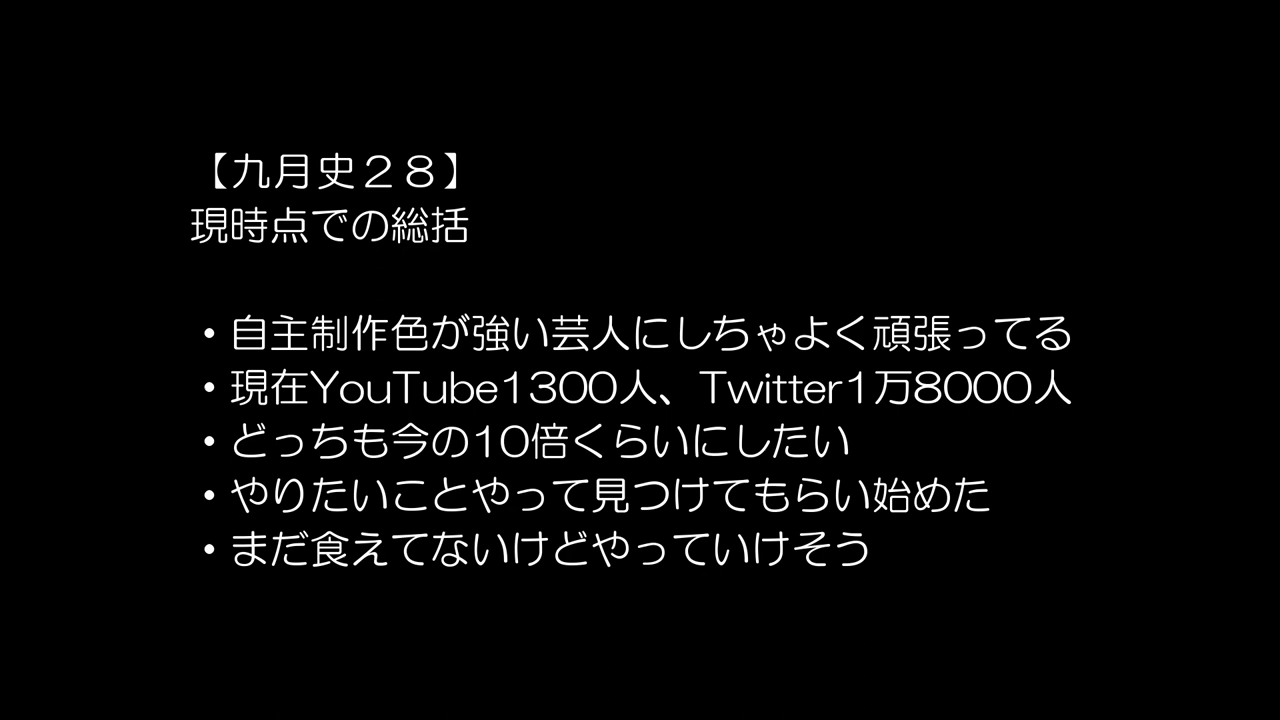 【九月史２８】
現時点での総括
・自主制作色が強い芸人にしちゃよく頑張ってる
・現在YouTube1300人、Twitter1万8000人
・どっちも今の10倍くらいにしたい
・やりたいことやって見つけてもらい始めた
・まだ食えてないけどやっていけそう